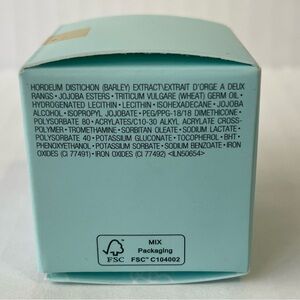 HORDEUM DISTICHON (BARLEY) EXTRACT\EXTRAIT D'ORGE A DEUX
RANGS • JOJOBA ESTERS • TRITICUM VULGARE (WHEAT) GERM OIL •
HYDROGENATED LECITHIN • LECITHIN • ISOHEXADECANE • JOJOBA
ALCOHOL • ISOPROPYL JOJOBATE • PEG/PPG-18/18 DIMETHICONE •
POLYSORBATE 80 • ACRYLATES/C10-30 ALKYL ACRYLATE CROSS-
POLYMER • TROMETHAMINE • SORBITAN OLEATE • SODIUM LACTATE •
POLYSORBATE 40 • POTASSIUM GLUCONATE • TOCOPHEROL • BHT •
PHENOXYETHANOL • POTASSIUM SORBATE • SODIUM BENZOATE • IRON
OXIDES (CI 77491) • IRON OXIDES (CI 77492) <ILN50654>
FSC
MIX
Packaging
FSC™ C104002